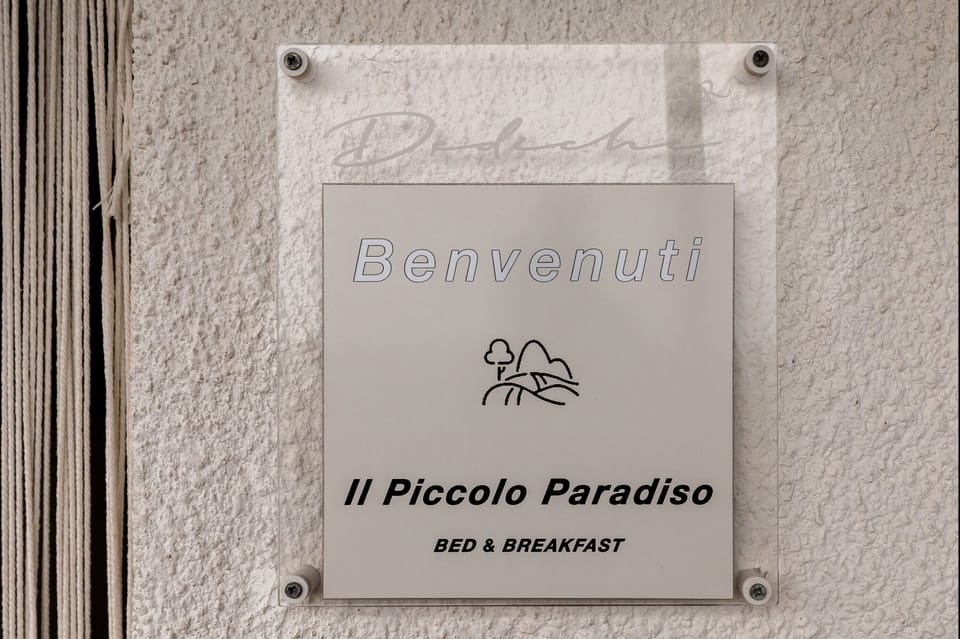 Benvenuti
Il Piccolo Paradiso
BED & BREAKFAST